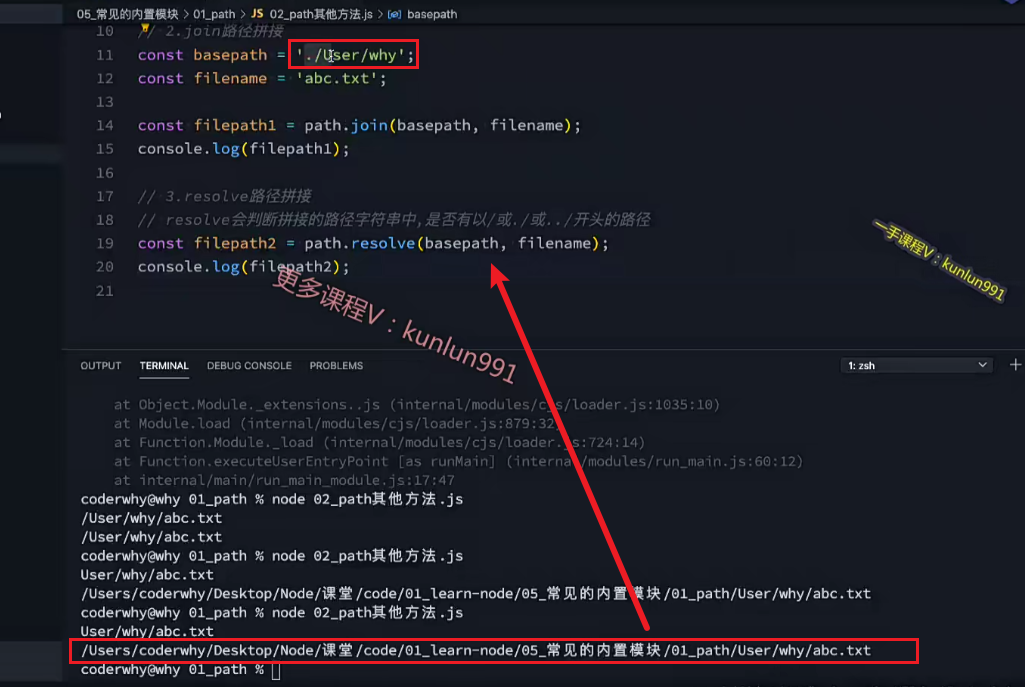 05_常见的内置模块 > 01_path > JS 02_path其他方法.js > basepath
10 // 2.join路径拼接
11 const basepath = './User/why';
12 const filename = 'abc.txt';
13
14 const filepath1 = path.join(basepath, filename);
15 console.log(filepath1);
16
17 // 3.resolve路径拼接
18 // resolve会判断拼接的路径字符串中,是否有以/或./或../开头的路径
19 const filepath2 = path.resolve(basepath, filename);
20 console.log(filepath2);
21
一手课程V：kunlun991
更多课程V：kunlun991
OUTPUT TERMINAL DEBUG CONSOLE PROBLEMS 1: zsh
at Object.Module._extensions..js (internal/modules/cjs/loader.js:1035:10)
at Module.load (internal/modules/cjs/loader.js:879:32)
at Function.Module._load (internal/modules/cjs/loader.js:724:14)
at Function.executeUserEntryPoint [as runMain] (internal/modules/run_main.js:60:12)
at internal/main/run_main_module.js:17:47
coderwhy@why 01_path % node 02_path其他方法.js
/User/why/abc.txt
/User/why/abc.txt
coderwhy@why 01_path % node 02_path其他方法.js
User/why/abc.txt
/Users/coderwhy/Desktop/Node/课堂/code/01_learn-node/05_常见的内置模块/01_path/User/why/abc.txt
coderwhy@why 01_path % node 02_path其他方法.js
User/why/abc.txt
/Users/coderwhy/Desktop/Node/课堂/code/01_learn-node/05_常见的内置模块/01_path/User/why/abc.txt
coderwhy@why 01_path %